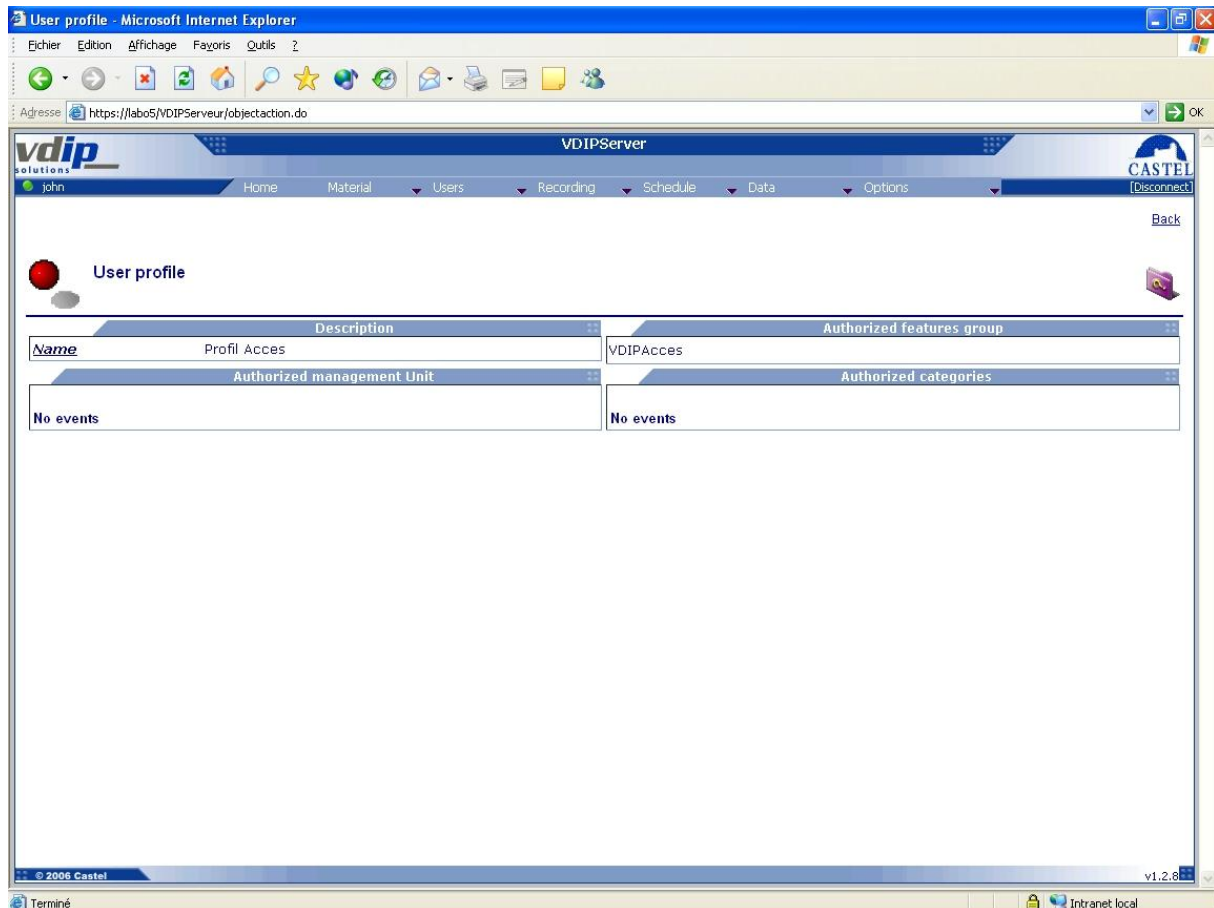 User profile - Microsoft Internet Explorer
Fichier Edition Affichage Favoris Outils ?
Adresse https://labo5/VDIPServeur/objectaction.do OK
vdip
solutions
VDIPServer
CASTEL
john Home Material Users Recording Schedule Data Options [Disconnect]
Back
User profile
Description Authorized features group
Name Profil Acces VDIPAcces
Authorized management Unit Authorized categories
No events No events
© 2006 Castel v1.2.8
Terminé Intranet local